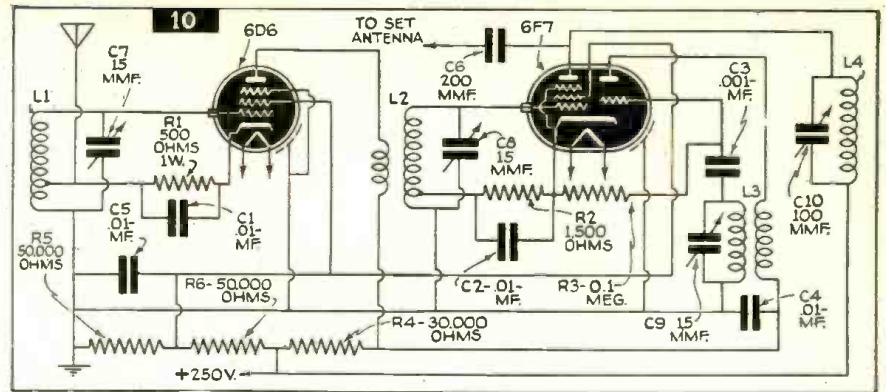 10
6D6
TO SET
ANTENNA
6F7
C7
15
MMF.
C6
200
MMF.
L4
C3
.001-
MF.
L1
R1
500
OHMS
1W.
L2
C8
15
MMF.
L3
C10
100
MMF.
C5
.01-
MF.
C1
.01-
MF.
R2
1,500
OHMS
R5
50,000
OHMS
R6-50,000
OHMS
C2-.01-
MF.
R3-0.1
MEG.
C9
15
MMF.
C4
.01-
MF.
R4-30,000
OHMS
+250V.